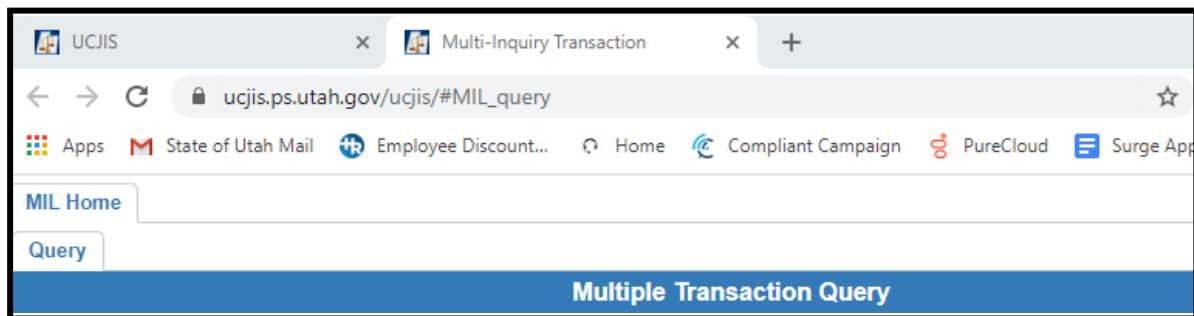 UCJIS Multi-Inquiry Transaction
ucjis.ps.utah.gov/ucjis/#MIL_query
Apps State of Utah Mail Employee Discount... Home Compliant Campaign PureCloud Surge App
MIL Home
Query
Multiple Transaction Query